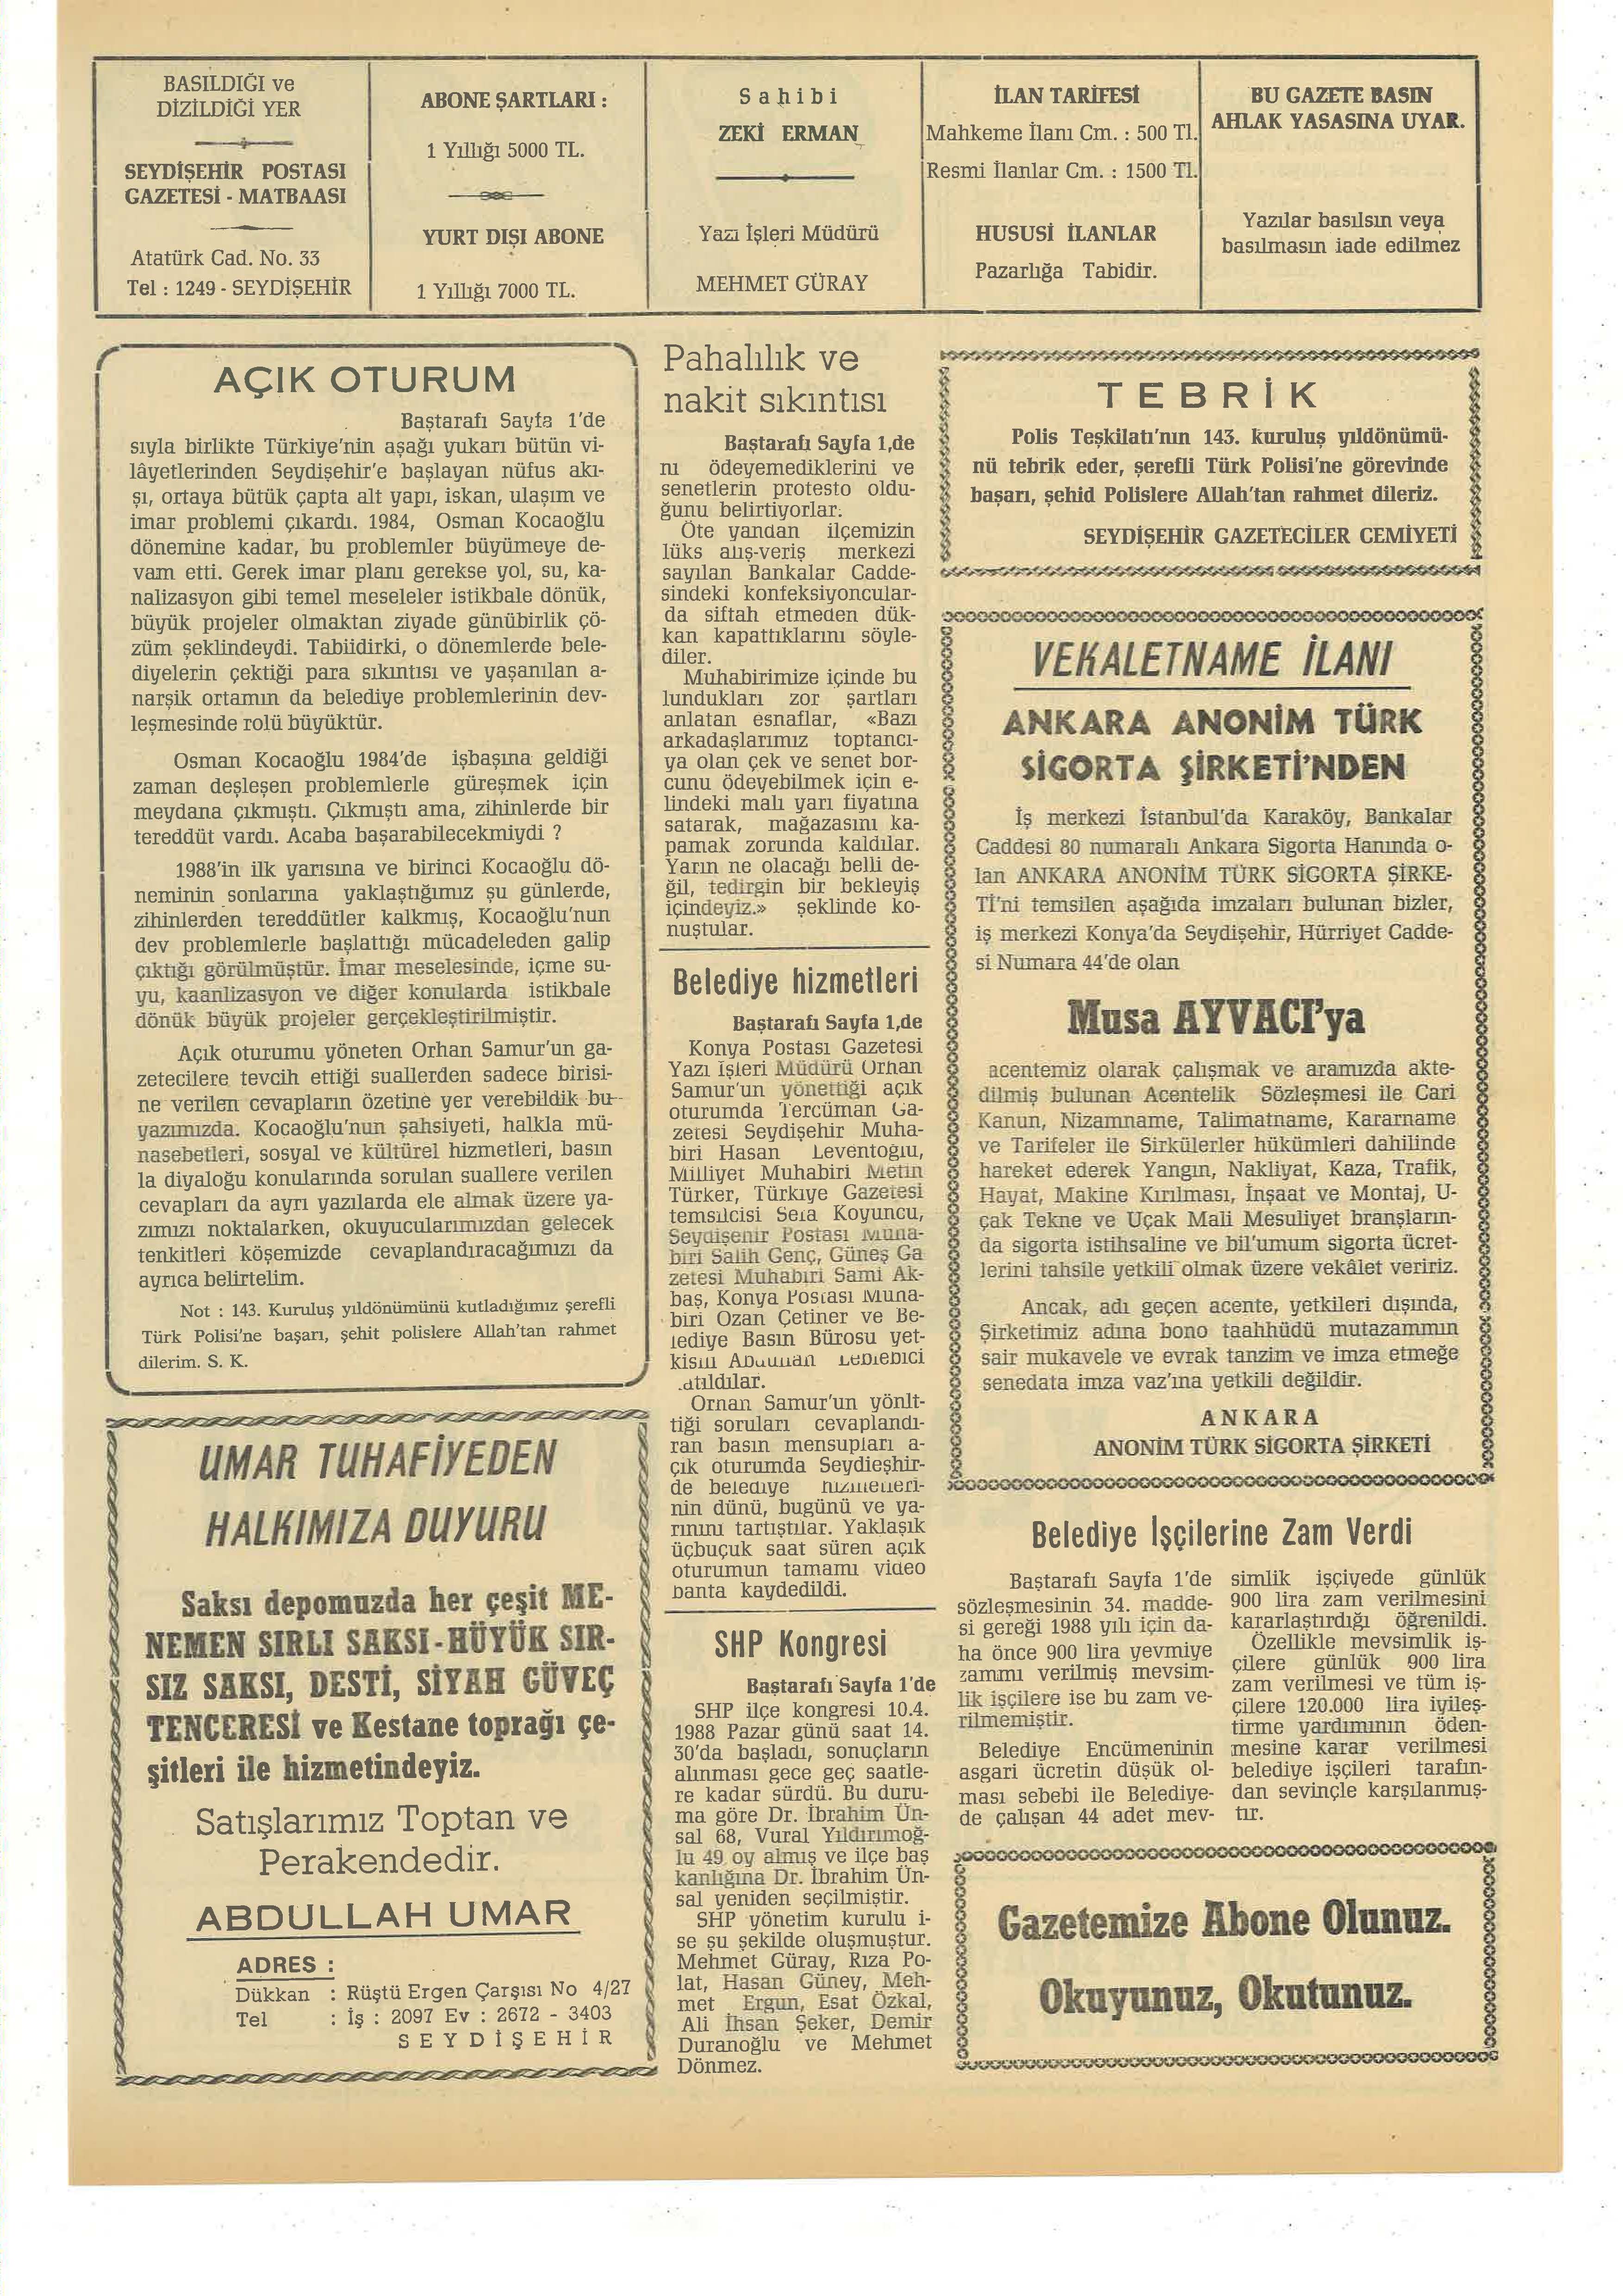 BASILDIĞI ve
DİZİLDİĞİ YER
SEYDİŞEHİR POSTASI
GAZETESİ - MATBAASI
Atatürk Cad. No. 33
Tel : 1249 - SEYDİŞEHİR
ABONE ŞARTLARI :
1 Yıllığı 5000 TL.
YURT DIŞI ABONE
1 Yıllığı 7000 TL.
Sahibi
ZEKİ ERMAN
Yazı İşleri Müdürü
MEHMET GÜRAY
İLAN TARİFESİ
Mahkeme İlanı Cm. : 500 Tl.
Resmi İlanlar Cm. : 1500 Tl.
HUSUSİ İLANLAR
Pazarlığa Tabidir.
BU GAZETE BASIN
AHLAK YASASINA UYAR.
Yazılar basılsın veya
basılmasın iade edilmez
AÇIK OTURUM
Baştarafı Sayfa 1'de
sıyla birlikte Türkiye'nin aşağı yukarı bütün vi-
lâyetlerinden Seydişehir'e başlayan nüfus akı-
şı, ortaya bütük çapta alt yapı, iskan, ulaşım ve
imar problemi çıkardı. 1984, Osman Kocaoğlu
dönemine kadar, bu problemler büyümeye de-
vam etti. Gerek imar planı gerekse yol, su, ka-
nalizasyon gibi temel meseleler istikbale dönük,
büyük projeler olmaktan ziyade günübirlik çö-
züm şeklindeydi. Tabiidirki, o dönemlerde bele-
diyelerin çektiği para sıkıntısı ve yaşanılan a-
narşik ortamın da belediye problemlerinin dev-
leşmesinde rolü büyüktür.
Osman Kocaoğlu 1984'de işbaşına geldiği
zaman deşleşen problemlerle güreşmek için
meydana çıkmıştı. Çıkmıştı ama, zihinlerde bir
tereddüt vardı. Acaba başarabilecekmiydi ?
1988'in ilk yarısına ve birinci Kocaoğlu dö-
neminin sonlarına yaklaştığımız şu günlerde,
zihinlerden tereddütler kalkmış, Kocaoğlu'nun
dev problemlerle başlattığı mücadeleden galip
çıktığı görülmüştür. İmar meselesinde, içme su-
yu, kaanlizasyon ve diğer konularda istikbale
dönük büyük projeler gerçekleştirilmiştir.
Açık oturumu yöneten Orhan Samur'un ga-
zetecilere tevcih ettiği suallerden sadece birisi-
ne verilen cevapların özetine yer verebildik bu
yazımızda. Kocaoğlu'nun şahsiyeti, halkla mü-
nasebetleri, sosyal ve kültürel hizmetleri, basın
la diyaloğu konularında sorulan suallere verilen
cevapları da ayrı yazılarda ele almak üzere ya-
zımızı noktalarken, okuyucularımızdan gelecek
tenkitleri köşemizde cevaplandıracağımızı da
ayrıca belirtelim.
Not : 143. Kuruluş yıldönümünü kutladığımız şerefli
Türk Polisi'ne başarı, şehit polislere Allah'tan rahmet
dilerim. S. K.
UMAR TUHAFİYEDEN
HALKIMIZA DUYURU
Saksı depomuzda her çeşit ME-
NEMEN SIRLI SAKSI-BÜYÜK SIR-
SIZ SAKSI, DESTİ, SİYAH GÜVEÇ
TENCERESİ ve Kestane toprağı çe-
şitleri ile hizmetindeyiz.
Satışlarımız Toptan ve
Perakendedir.
ABDULLAH UMAR
ADRES :
Dükkan : Rüştü Ergen Çarşısı No 4/27
Tel : İş : 2097 Ev : 2672 - 3403
SEYDİŞEHİR
Pahalılık ve
nakit sıkıntısı
Baştarafı Sayfa 1,de
nı ödeyemediklerini ve
senetlerin protesto oldu-
ğunu belirtiyorlar.
Öte yandan ilçemizin
lüks alış-veriş merkezi
sayılan Bankalar Cadde-
sindeki konfeksiyoncular-
da siftah etmeden dük-
kan kapattıklarını söyle-
diler.
Muhabirimize içinde bu
lundukları zor şartları
anlatan esnaflar, «Bazı
arkadaşlarımız toptancı-
ya olan çek ve senet bor-
cunu ödeyebilmek için e-
lindeki malı yarı fiyatına
satarak, mağazasını ka-
pamak zorunda kaldılar.
Yarın ne olacağı belli de-
ğil, tedirgin bir bekleyiş
içindeyiz.» şeklinde ko-
nuştular.
Belediye hizmetleri
Baştarafı Sayfa 1,de
Konya Postası Gazetesi
Yazı işleri Müdürü Orhan
Samur'un yönettiği açık
oturumda Tercüman Ga-
zetesi Seydişehir Muha-
biri Hasan Leventoğlu,
Milliyet Muhabiri Metin
Türker, Türkiye Gazetesi
temsilcisi Sefa Koyuncu,
Seydişehir Postası Muha-
biri Salih Genç, Güneş Ga
zetesi Muhabiri Sami Ak-
baş, Konya Postası Muha-
biri Ozan Çetiner ve Be-
lediye Basın Bürosu yet-
kisin Leblebici
.atıldılar.
Orhan Samur'un yönlt-
tiği soruları cevaplandı-
ran basın mensupları a-
çık oturumda Seydieşhir-
de belediye hizmetleri-
nin dünü, bugünü ve ya-
rınını tartıştılar. Yaklaşık
üçbuçuk saat süren açık
oturumun tamamı video
banta kaydedildi.
SHP Kongresi
Baştarafı Sayfa 1'de
SHP ilçe kongresi 10.4.
1988 Pazar günü saat 14.
30'da başladı, sonuçların
alınması gece geç saatle-
re kadar sürdü. Bu duru-
ma göre Dr. İbrahim Ün-
sal 68, Vural Yıldırımoğ-
lu 49 oy almış ve ilçe baş
kanlığına Dr. İbrahim Ün-
sal yeniden seçilmiştir.
SHP yönetim kurulu i-
se şu şekilde oluşmuştur.
Mehmet Güray, Rıza Po-
lat, Hasan Güney, Meh-
met Ergun, Esat Özkal,
Ali İhsan Şeker, Demir
Duranoğlu ve Mehmet
Dönmez.
TEBRİK
Polis Teşkilatı'nın 143. kuruluş yıldönümü-
nü tebrik eder, şerefli Türk Polisi'ne görevinde
başarı, şehid Polislere Allah'tan rahmet dileriz.
SEYDİŞEHİR GAZETECİLER CEMİYETİ
VEKALETNAME İLANI
ANKARA ANONİM TÜRK
SİGORTA ŞİRKETİ'NDEN
İş merkezi İstanbul'da Karaköy, Bankalar
Caddesi 80 numaralı Ankara Sigorta Hanında o-
lan ANKARA ANONİM TÜRK SİGORTA ŞİRKE-
Tİ'ni temsilen aşağıda imzaları bulunan bizler,
iş merkezi Konya'da Seydişehir, Hürriyet Cadde-
si Numara 44'de olan
Musa AYVACI'ya
acentemiz olarak çalışmak ve aramızda akte-
dilmiş bulunan Acentelik Sözleşmesi ile Cari
Kanun, Nizamname, Talimatname, Kararname
ve Tarifeler ile Sirkülerler hükümleri dahilinde
hareket ederek Yangın, Nakliyat, Kaza, Trafik,
Hayat, Makine Kırılması, İnşaat ve Montaj, U-
çak Tekne ve Uçak Mali Mesuliyet branşların-
da sigorta istihsaline ve bil'umum sigorta ücret-
lerini tahsile yetkili olmak üzere vekâlet veririz.
Ancak, adı geçen acente, yetkileri dışında,
Şirketimiz adına bono taahhüdü mutazammın
sair mukavele ve evrak tanzim ve imza etmeğe
senedata imza vaz'ına yetkili değildir.
ANKARA
ANONİM TÜRK SİGORTA ŞİRKETİ
Belediye İşçilerine Zam Verdi
Baştarafı Sayfa 1'de
sözleşmesinin 34. madde-
si gereği 1988 yılı için da-
ha önce 900 lira yevmiye
zammı verilmiş mevsim-
lik işçilere ise bu zam ve-
rilmemiştir.
Belediye Encümeninin
asgari ücretin düşük ol-
ması sebebi ile Belediye-
de çalışan 44 adet mev-
simlik işçiyede günlük
900 lira zam verilmesini
kararlaştırdığı öğrenildi.
Özellikle mevsimlik iş-
çilere günlük 900 lira
zam verilmesi ve tüm iş-
çilere 120.000 lira iyileş-
tirme yardımının öden-
mesine karar verilmesi
belediye işçileri tarafın-
dan sevinçle karşılanmış-
tır.
Gazetemize Abone Olunuz.
Okuyunuz, Okutunuz.